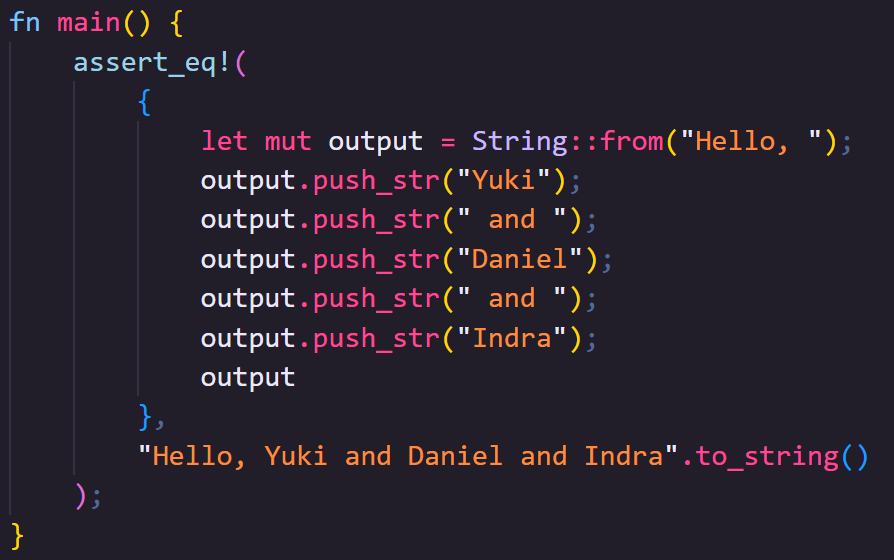 fn main() {
    assert_eq!(
        {
            let mut output = String::from("Hello, ");
            output.push_str("Yuki");
            output.push_str(" and ");
            output.push_str("Daniel");
            output.push_str(" and ");
            output.push_str("Indra");
            output
        },
        "Hello, Yuki and Daniel and Indra".to_string()
    );
}